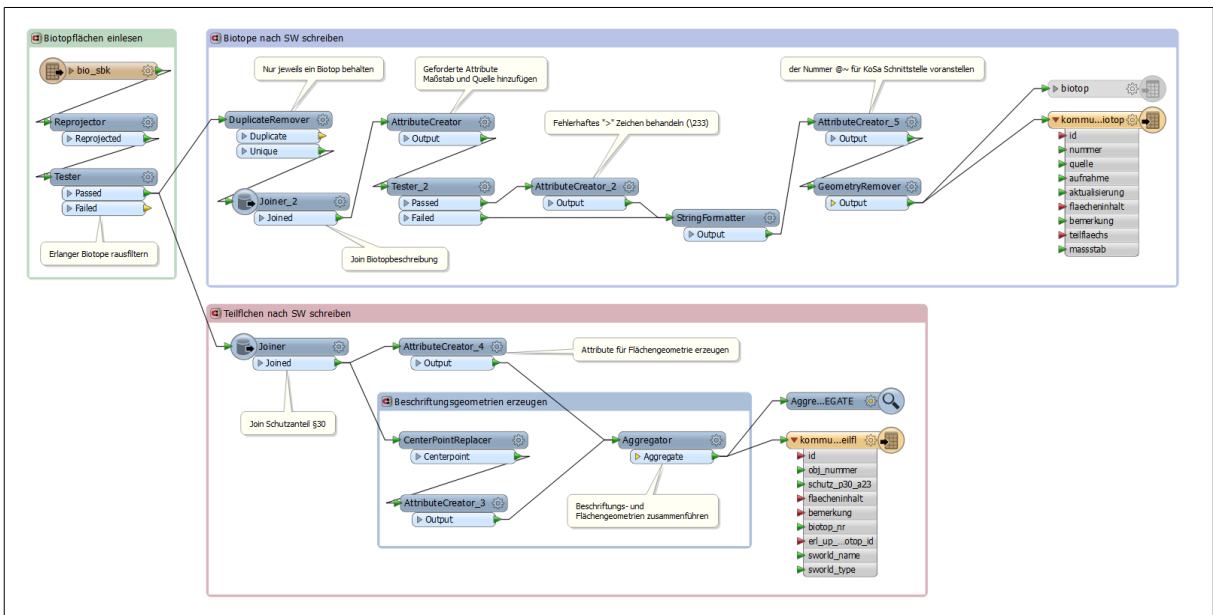 Biotopflächen einlesen
bio_sbk
Reprojector
Reprojected
Tester
Passed
Failed
Erlanger Biotope rausfiltern
Biotope nach SW schreiben
Nur jeweils ein Biotop behalten
DuplicateRemover
Duplicate
Unique
Joiner_2
Joined
Join Biotopbeschreibung
Geforderte Attribute
Maßstab und Quelle hinzufügen
AttributeCreator
Output
Tester_2
Passed
Failed
Fehlerhaftes ">" Zeichen behandeln (\233)
AttributeCreator_2
Output
StringFormatter
Output
der Nummer @~ für KoSa Schnittstelle voranstellen
AttributeCreator_5
Output
GeometryRemover
Output
biotop
kommu...iotop
id
nummer
quelle
aufnahme
aktualisierung
flaecheninhalt
bemerkung
teilflaechs
massstab
Teilflchen nach SW schreiben
Joiner
Joined
Join Schutzanteil §30
AttributeCreator_4
Output
Attribute für Flächengeometrie erzeugen
Beschriftungsgeometrien erzeugen
CenterPointReplacer
Centerpoint
AttributeCreator_3
Output
Aggregator
Aggregate
Beschriftungs- und
Flächengeometrien zusammenführen
Aggre...EGATE
kommu...eilfl
id
obj_nummer
schutz_p30_a23
flaecheninhalt
bemerkung
biotop_nr
erl_up_...otop_id
sworld_name
sworld_type